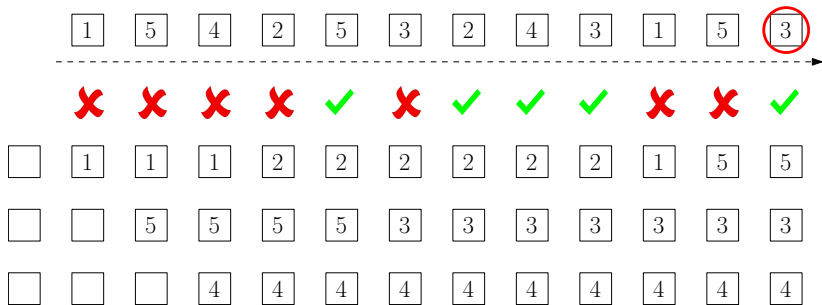 1 5 4 2 5 3 2 4 3 1 5 3
1 1 1 2 2 2 2 2 2 1 5 5
5 5 5 5 3 3 3 3 3 3 3
4 4 4 4 4 4 4 4 4 4